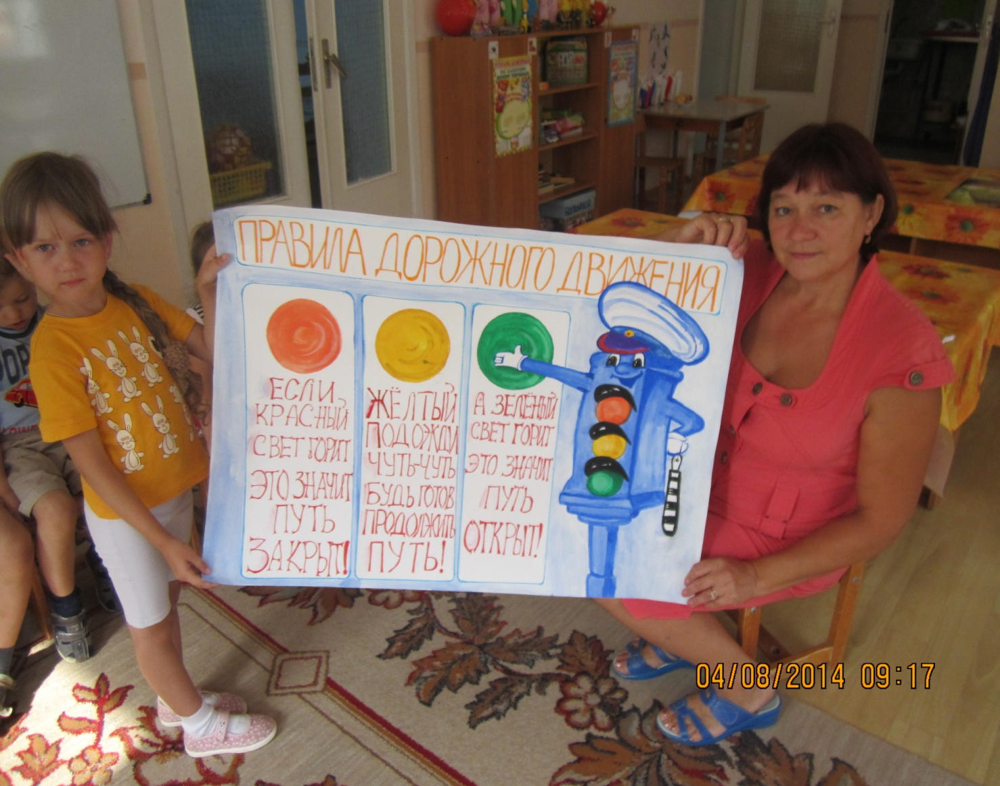 ПРАВИЛА ДОРОЖНОГО ДВИЖЕНИЯ
ЕСЛИ
КРАСНЫЙ
СВЕТ ГОРИТ
ЭТО ЗНАЧИТ
ПУТЬ
ЗАКРЫТ!
ЖЁЛТЫЙ
ПОДОЖДИ
ЧУТЬ-ЧУТЬ
БУДЬ ГОТОВ
ПРОДОЛЖИТЬ
ПУТЬ!
А ЗЕЛЁНЫЙ
СВЕТ ГОРИТ
ЭТО ЗНАЧИТ
ПУТЬ
ОТКРЫТ!
04/08/2014 09:17